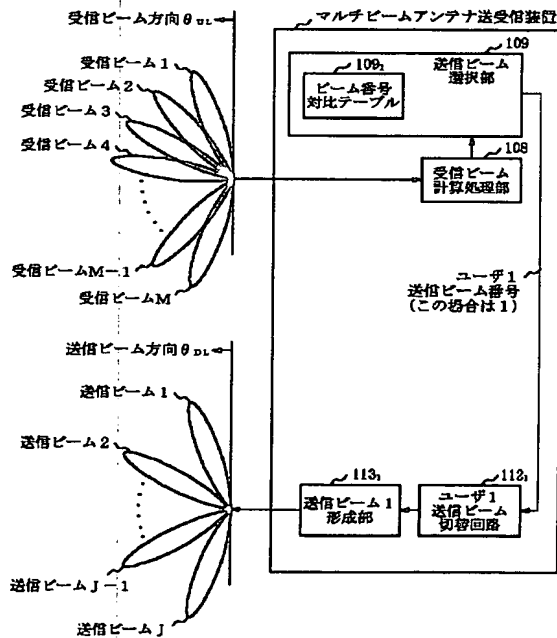 受信ビーム方向θUL
受信ビーム1
受信ビーム2
受信ビーム3
受信ビーム4
受信ビームM-1
受信ビームM
マルチビームアンテナ送受信装置
109
送信ビーム
選択部
109₁
ビーム番号
対比テーブル
108
受信ビーム
計算処理部
ユーザ1
送信ビーム番号
(この場合は1)
送信ビーム方向θDL
送信ビーム1
送信ビーム2
送信ビームJ-1
送信ビームJ
113₁
送信ビーム1
形成部
112₁
ユーザ1
送信ビーム
切替回路